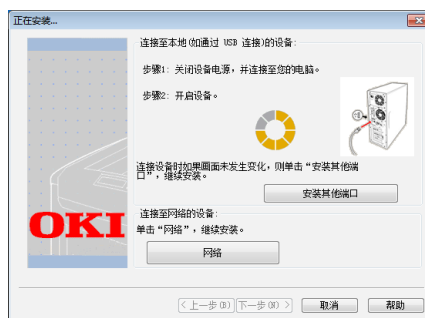 正在安装...
连接至本地(如通过 USB 连接)的设备:
步骤1: 关闭设备电源，并连接至您的电脑。
步骤2: 开启设备。
连接设备时如果画面未发生变化，则单击“安装其他端
口”，继续安装。
安装其他端口
OKI
连接至网络的设备:
单击“网络”，继续安装。
网络
< 上一步(B)
下一步(N) >
取消
帮助